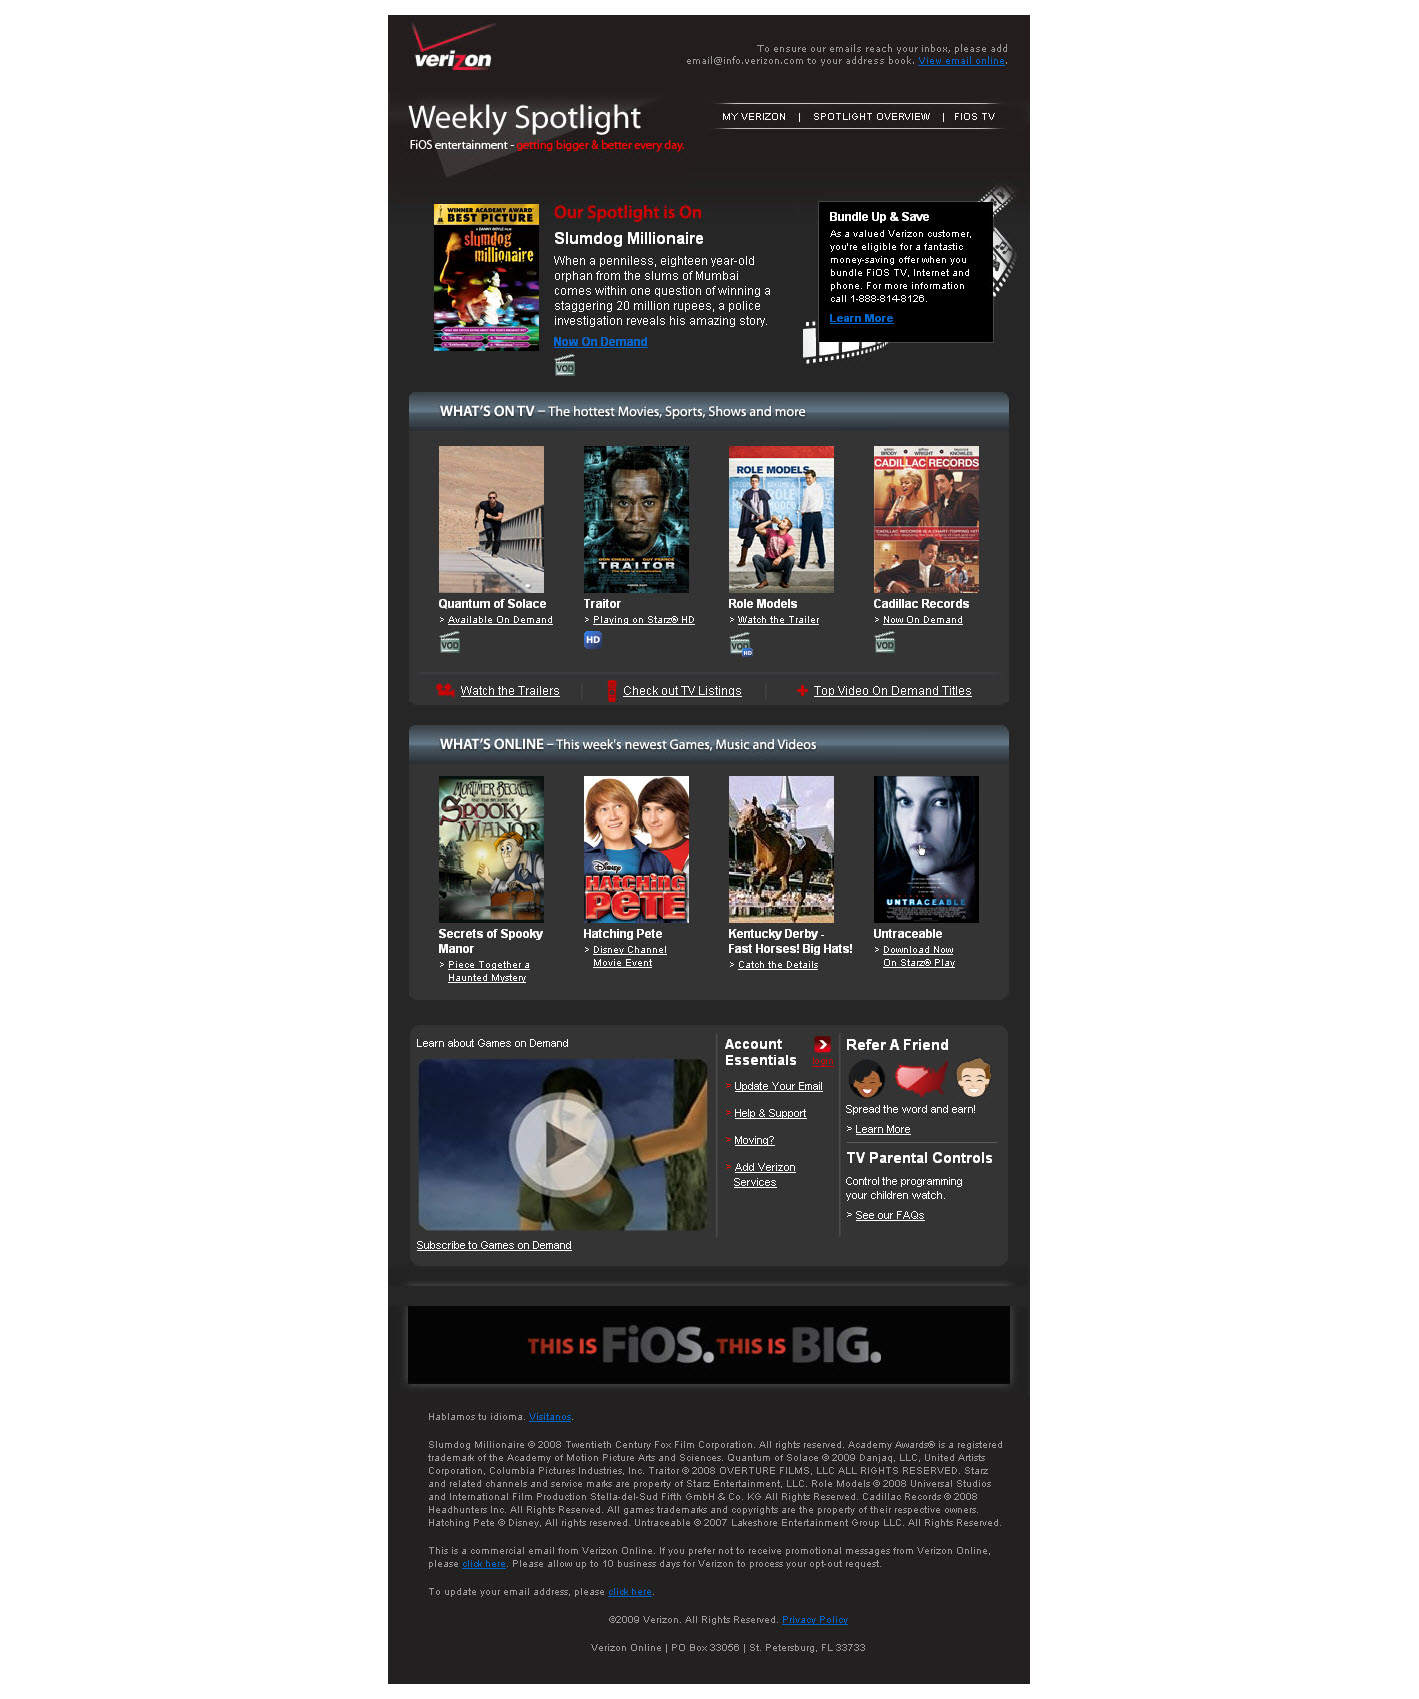 verizon
To ensure our emails reach your inbox, please add
email@info.verizon.com to your address book. View email online.
Weekly Spotlight
MY VERIZON | SPOTLIGHT OVERVIEW | FIOS TV
FiOS entertainment - getting bigger & better every day.
WINNER ACADEMY AWARD
BEST PICTURE
slumdog
millionaire
Our Spotlight is On
Slumdog Millionaire
When a penniless, eighteen year-old
orphan from the slums of Mumbai
comes within one question of winning a
staggering 20 million rupees, a police
investigation reveals his amazing story.
Now On Demand
VOD
Bundle Up & Save
As a valued Verizon customer,
you're eligible for a fantastic
money-saving offer when you
bundle FiOS TV, Internet and
phone. For more information
call 1-888-814-8126.
Learn More
WHAT'S ON TV – The hottest Movies, Sports, Shows and more
DON CHEADLE GUY PEARCE
TRAITOR
ROLE MODELS
CADILLAC RECORDS
Quantum of Solace
> Available On Demand
VOD
Traitor
> Playing on Starz® HD
HD
Role Models
> Watch the Trailer
VOD HD
Cadillac Records
> Now On Demand
VOD
Watch the Trailers
Check out TV Listings
Top Video On Demand Titles
WHAT'S ONLINE – This week's newest Games, Music and Videos
MORTIMER BECKETT
AND THE SECRETS OF
SPOOKY
MANOR
Disney
HATCHING
PETE
UNTRACEABLE
Secrets of Spooky
Manor
> Piece Together a
Haunted Mystery
Hatching Pete
> Disney Channel
Movie Event
Kentucky Derby -
Fast Horses! Big Hats!
> Catch the Details
Untraceable
> Download Now
On Starz® Play
Learn about Games on Demand
Subscribe to Games on Demand
Account
Essentials
> Update Your Email
> Help & Support
> Moving?
> Add Verizon
Services
Refer A Friend
Spread the word and earn!
> Learn More
TV Parental Controls
Control the programming
your children watch.
> See our FAQs
THIS IS FiOS. THIS IS BIG.
Hablamos tu idioma. Visitanos.
Slumdog Millionaire © 2008 Twentieth Century Fox Film Corporation. All rights reserved. Academy Awards® is a registered
trademark of the Academy of Motion Picture Arts and Sciences. Quantum of Solace © 2009 Danjaq, LLC, United Artists
Corporation, Columbia Pictures Industries, Inc. Traitor © 2008 OVERTURE FILMS, LLC ALL RIGHTS RESERVED. Starz
and related channels and service marks are property of Starz Entertainment, LLC. Role Models © 2008 Universal Studios
and International Film Production Stella-del-Sud Fifth GmbH & Co. KG All Rights Reserved. Cadillac Records © 2008
Headhunters Inc. All Rights Reserved. All games trademarks and copyrights are the property of their respective owners.
Hatching Pete © Disney, All rights reserved. Untraceable © 2007 Lakeshore Entertainment Group LLC. All Rights Reserved.
This is a commercial email from Verizon Online. If you prefer not to receive promotional messages from Verizon Online,
please click here. Please allow up to 10 business days for Verizon to process your opt-out request.
To update your email address, please click here.
©2009 Verizon. All Rights Reserved. Privacy Policy
Verizon Online | PO Box 33056 | St. Petersburg, FL 33733